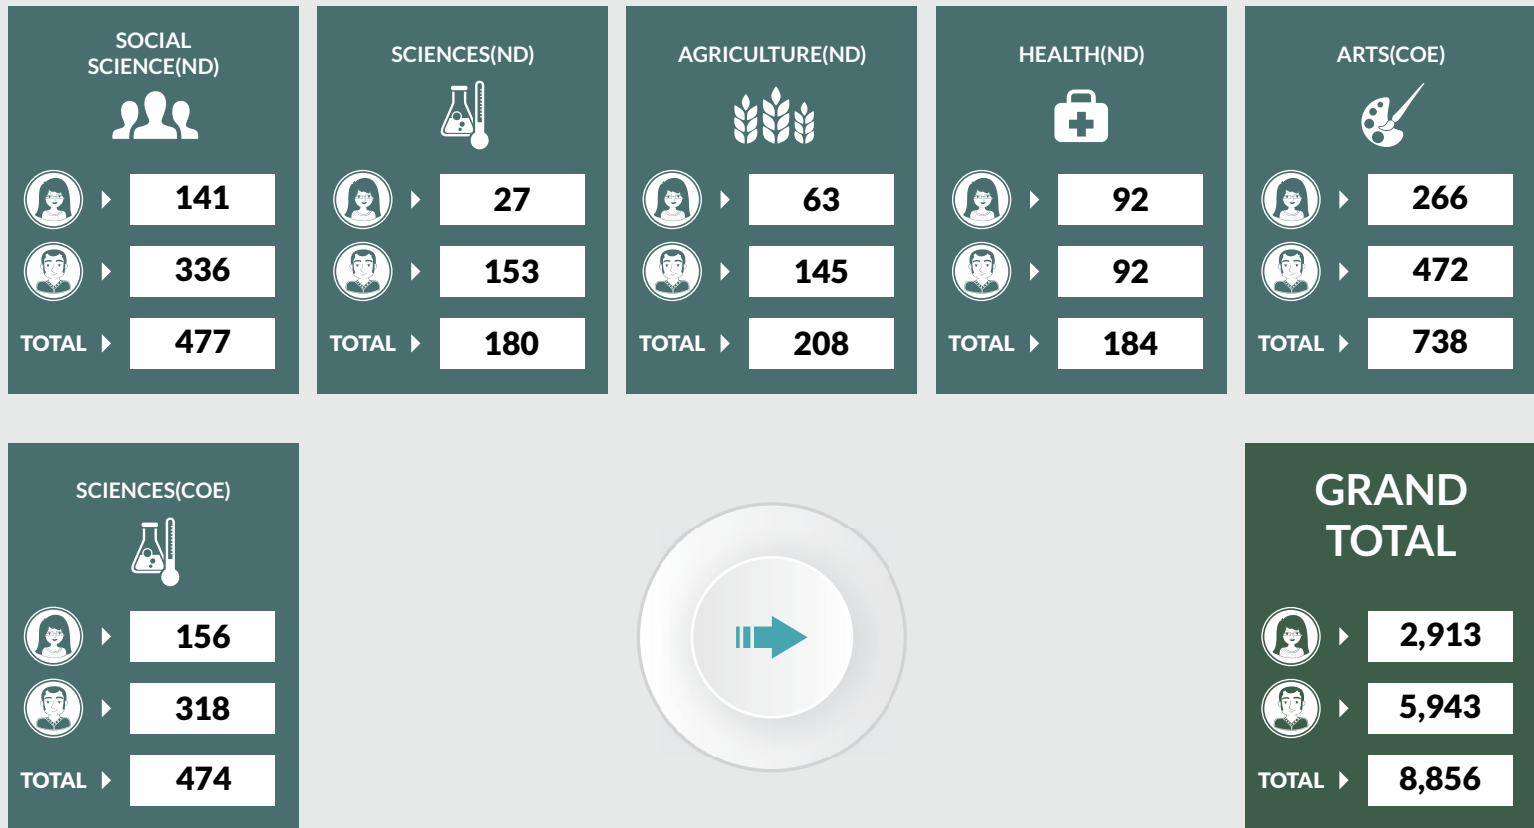 SOCIAL
SCIENCE(ND)
141
336
TOTAL 477
SCIENCES(ND)
27
153
TOTAL 180
AGRICULTURE(ND)
63
145
TOTAL 208
HEALTH(ND)
92
92
TOTAL 184
ARTS(COE)
266
472
TOTAL 738
SCIENCES(COE)
156
318
TOTAL 474
GRAND
TOTAL
2,913
5,943
TOTAL 8,856